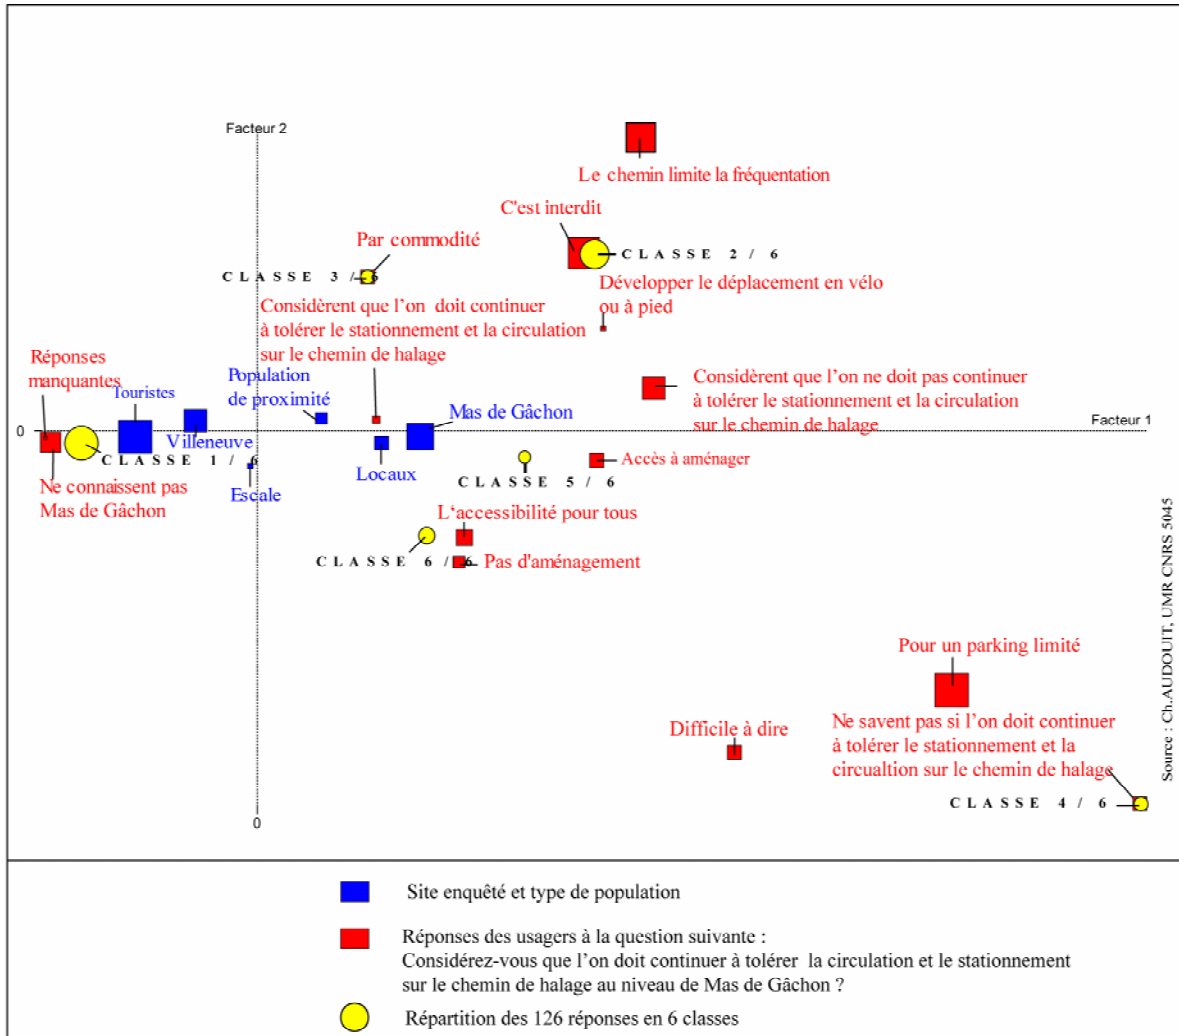 Facteur 2
Le chemin limite la fréquentation
C'est interdit
Par commodité
CLASSE 2 / 6
CLASSE 3 / 6
Développer le déplacement en vélo
ou à pied
Considèrent que l'on doit continuer
à tolérer le stationnement et la circulation
sur le chemin de halage
Réponses
manquantes
Touristes
Population
de proximité
Considèrent que l'on ne doit pas continuer
à tolérer le stationnement et la circulation
sur le chemin de halage
Mas de Gâchon
Facteur 1
0
Villeneuve
CLASSE 1 / 6
Locaux
Accès à aménager
Ne connaissent pas
Mas de Gâchon
Escale
CLASSE 5 / 6
L'accessibilité pour tous
CLASSE 6 / 6
Pas d'aménagement
Pour un parking limité
Difficile à dire
Ne savent pas si l'on doit continuer
à tolérer le stationnement et la
circualtion sur le chemin de halage
CLASSE 4 / 6
0
Source : Ch.AUDOUIT, UMR CNRS 5045
Site enquêté et type de population
Réponses des usagers à la question suivante :
Considérez-vous que l'on doit continuer à tolérer la circulation et le stationnement
sur le chemin de halage au niveau de Mas de Gâchon ?
Répartition des 126 réponses en 6 classes